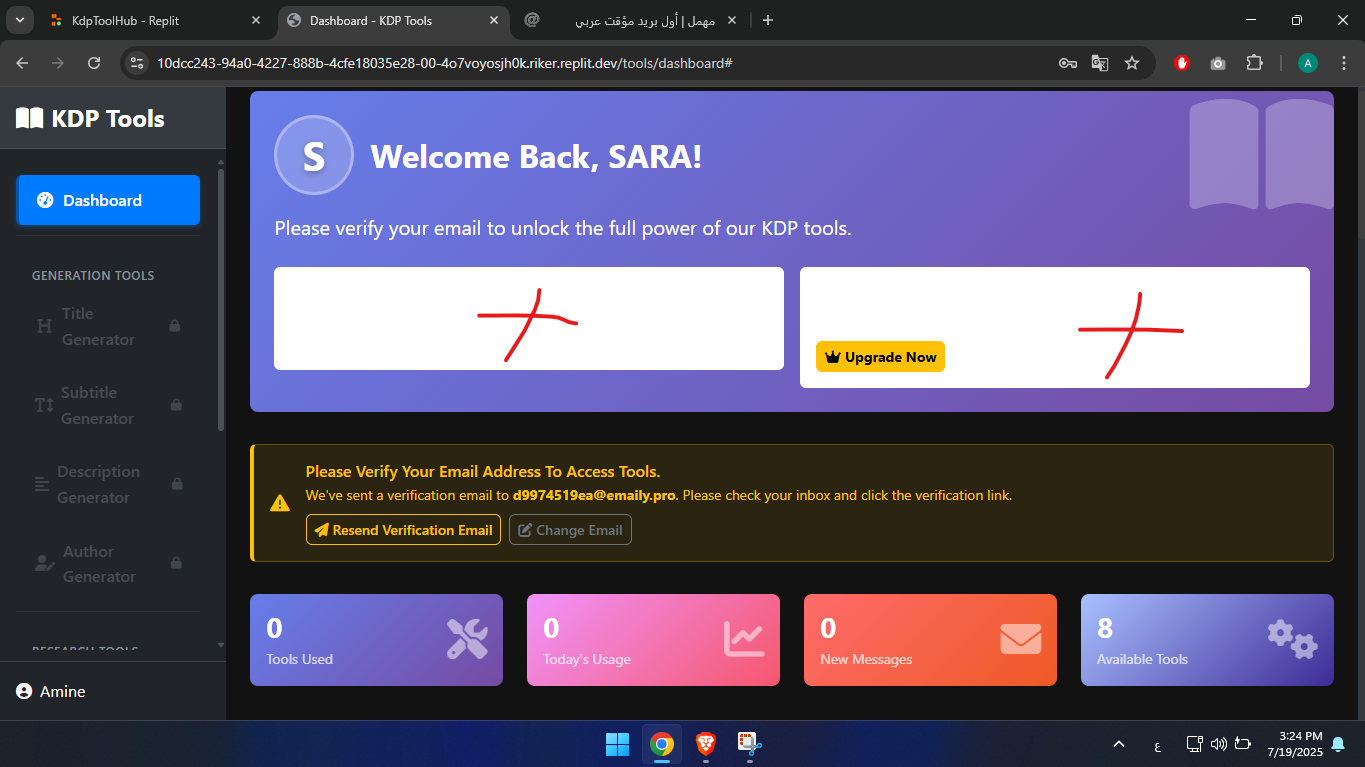 KdpToolHub - Replit
Dashboard - KDP Tools
مهمل | أول بريد مؤقت عربي
10dcc243-94a0-4227-888b-4cfe18035e28-00-4o7voyosjh0k.riker.replit.dev/tools/dashboard#
A
KDP Tools
Dashboard
GENERATION TOOLS
Title
Generator
Subtitle
Generator
Description
Generator
Author
Generator
RESEARCH TOOLS
Amine
S
Welcome Back, SARA!
Please verify your email to unlock the full power of our KDP tools.
Upgrade Now
Please Verify Your Email Address To Access Tools.
We've sent a verification email to d9974519ea@emaily.pro. Please check your inbox and click the verification link.
Resend Verification Email
Change Email
0
Tools Used
0
Today's Usage
0
New Messages
8
Available Tools
ع
3:24 PM
7/19/2025